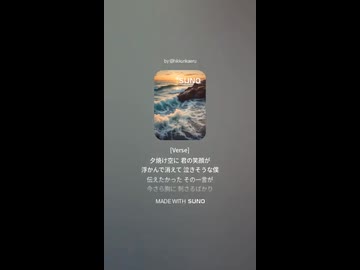 SUNO
[Verse]
夕焼け空に 君の笑顔が
浮かんで消えて 泣きそうな僕
伝えたかった その一言が
今さら胸に 刺さるばかり
MADE WITH SUNO